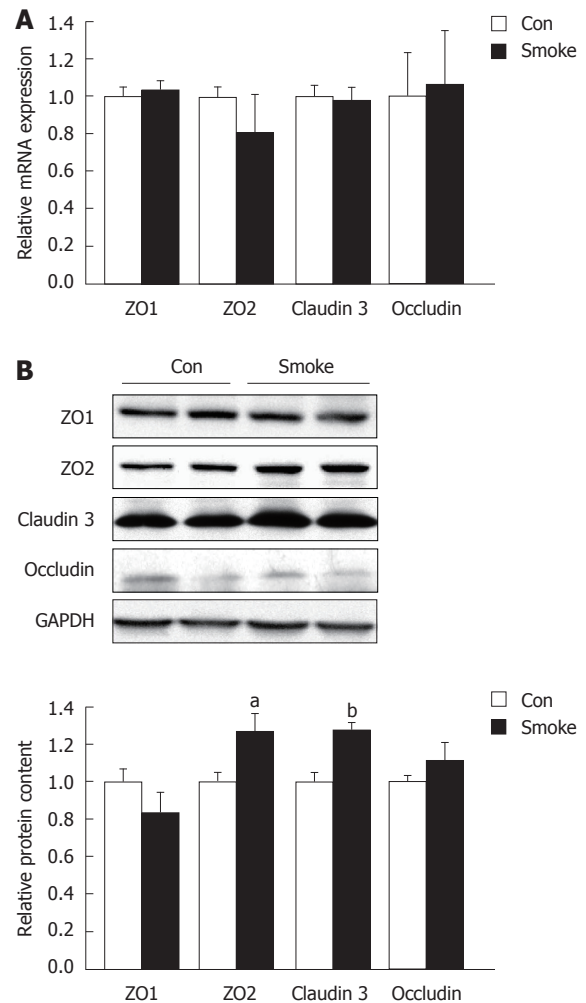 A
Relative mRNA expression
1.4
1.2
1.0
0.8
0.6
0.4
0.2
0.0
ZO1 ZO2 Claudin 3 Occludin
Con
Smoke
B
Con Smoke
ZO1
ZO2
Claudin 3
Occludin
GAPDH
Relative protein content
1.4
1.2
1.0
0.8
0.6
0.4
0.2
0.0
a b
ZO1 ZO2 Claudin 3 Occludin
Con
Smoke